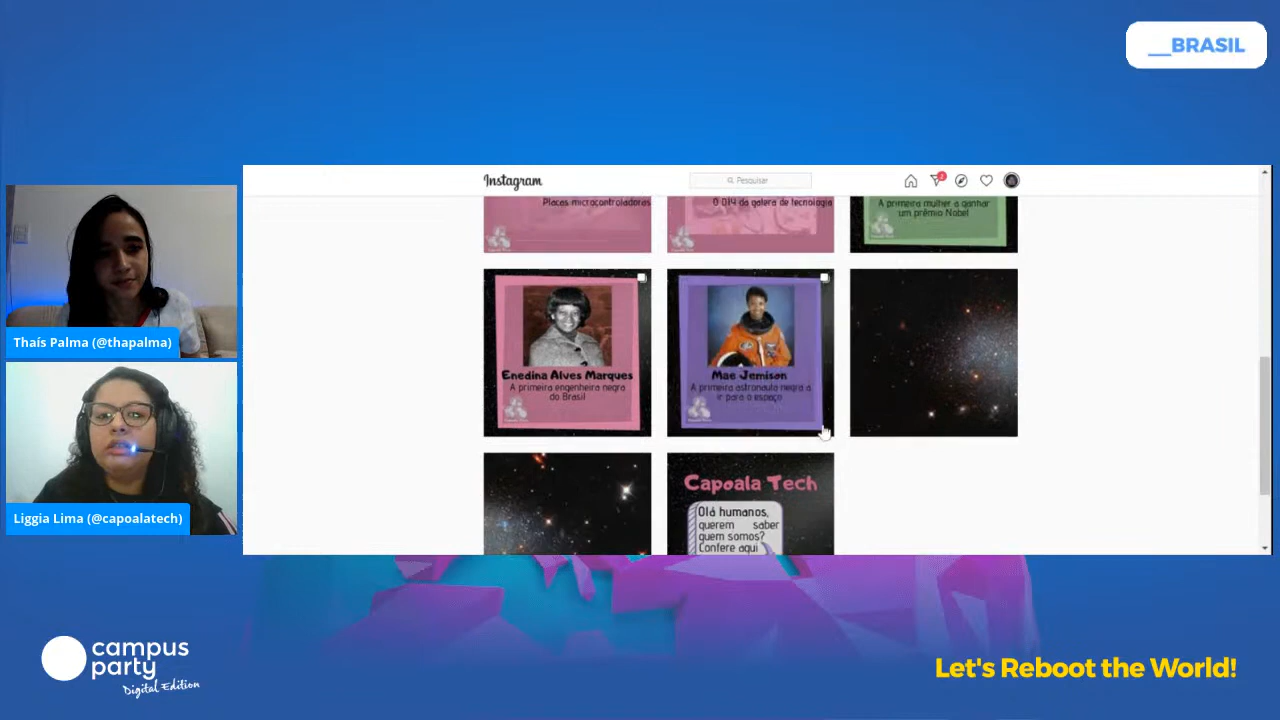 __BRASIL
Instagram
Pesquisar
2
Placas microcontroladoras
O D14 da galera de tecnologia
A primeira mulher a ganhar
um prêmio Nobel
Enedina Alves Marques
A primeira engenheira negra
do Brasil
Mae Jemison
A primeira astronauta negra a
ir para o espaço
Capoala Tech
Olá humanos,
querem saber
quem somos?
Confere aqui
Thaís Palma (@thapalma)
Liggia Lima (@capoalatech)
campus
party
Digital Edition
Let's Reboot the World!